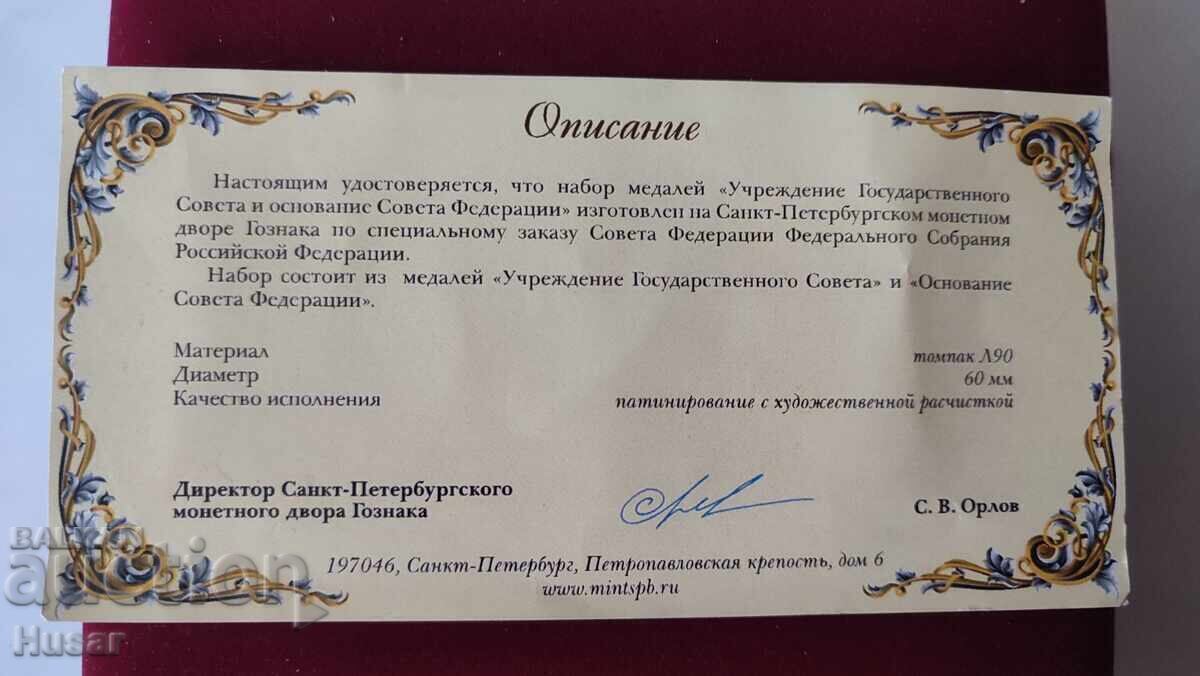 Описание
Настоящим удостоверяется, что набор медалей «Учреждение Государственного
Совета и основание Совета Федерации» изготовлен на Санкт-Петербургском монетном
дворе Гознака по специальному заказу Совета Федерации Федерального Собрания
Российской Федерации.
Набор состоит из медалей «Учреждение Государственного Совета» и «Основание
Совета Федерации».
Материал томпак Л90
Диаметр 60 мм
Качество исполнения патинирование с художественной расчисткой
Директор Санкт-Петербургского
монетного двора Гознака С. В. Орлов
197046, Санкт-Петербург, Петропавловская крепость, дом 6
www.mintspb.ru
BALKAN
auction
Husar